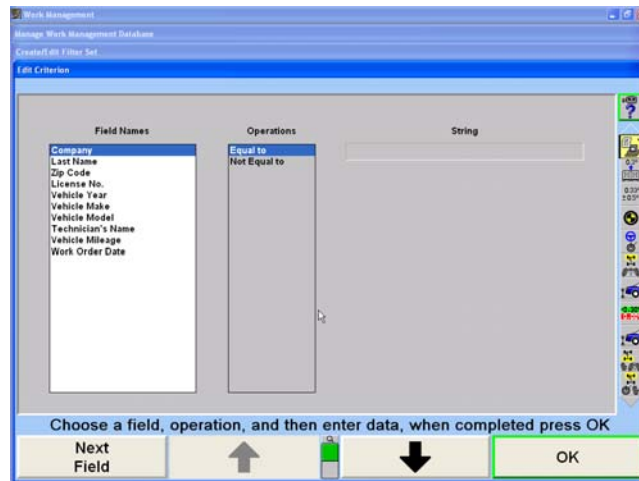 Work Management
Manage Work Management Database
Create/Edit Filter Set
Edit Criterion
Field Names
Operations
String
Company
Last Name
Zip Code
License No.
Vehicle Year
Vehicle Make
Vehicle Model
Technician's Name
Vehicle Mileage
Work Order Date
Equal to
Not Equal to
Choose a field, operation, and then enter data, when completed press OK
Next
Field
OK